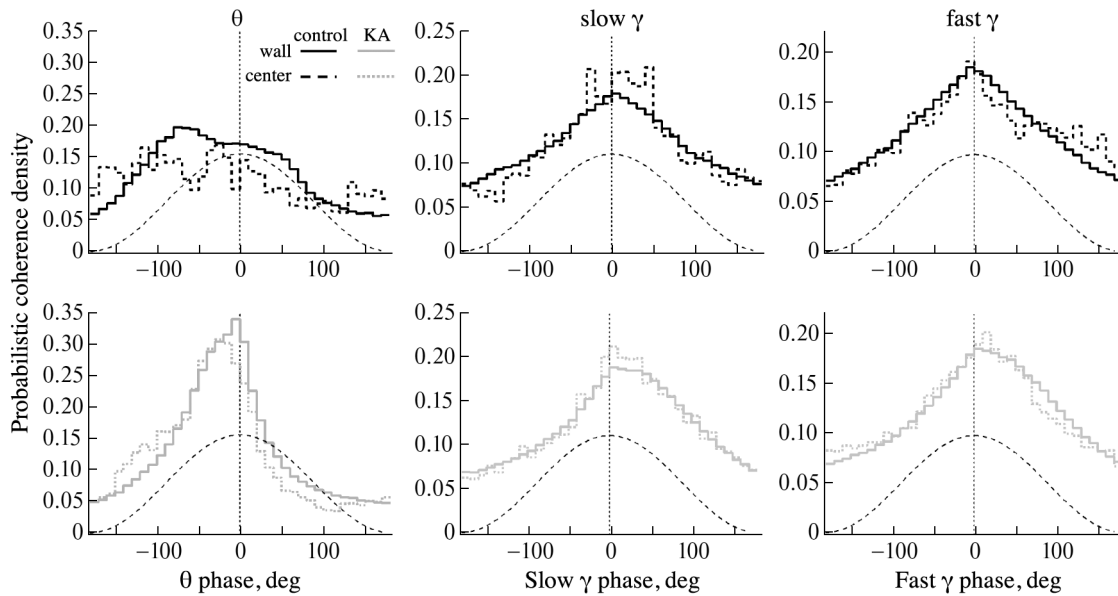 θ
slow γ
fast γ
control KA
wall
center
Probabilistic coherence density
0.35
0.30
0.25
0.20
0.15
0.10
0.05
0
−100 0 100
0.25
0.20
0.15
0.10
0.05
0
−100 0 100
0.20
0.15
0.10
0.05
0
−100 0 100
0.35
0.30
0.25
0.20
0.15
0.10
0.05
0
−100 0 100
θ phase, deg
0.25
0.20
0.15
0.10
0.05
0
−100 0 100
Slow γ phase, deg
0.20
0.15
0.10
0.05
0
−100 0 100
Fast γ phase, deg